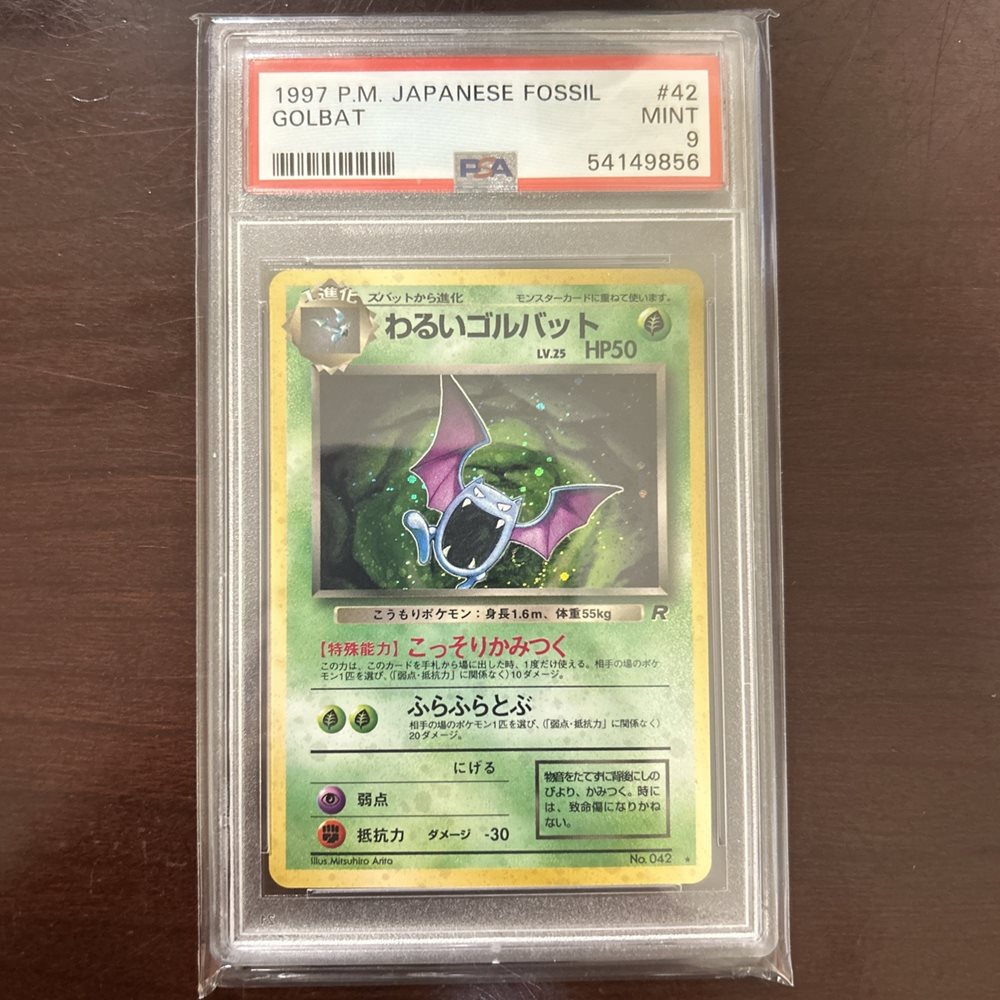 1997 P.M. JAPANESE FOSSIL #42
GOLBAT MINT
9
PSA 54149856
1進化 ズバットから進化 モンスターカードに重ねて使います。
わるいゴルバット
LV.25 HP50
こうもりポケモン：身長1.6m、体重55kg R
【特殊能力】こっそりかみつく
この力は、このカードを手札から場に出した時、1度だけ使える。相手の場のポケ
モン1匹を選び、（「弱点・抵抗力」に関係なく）10ダメージ。
ふらふらとぶ
相手の場のポケモン1匹を選び、（「弱点・抵抗力」に関係なく）
20ダメージ。
にげる
弱点
抵抗力 ダメージ -30
物音をたてずに背後にしの
びより、かみつく。時に
は、致命傷になりかね
ない。
Illus. Mitsuhiro Arita No. 042 ★